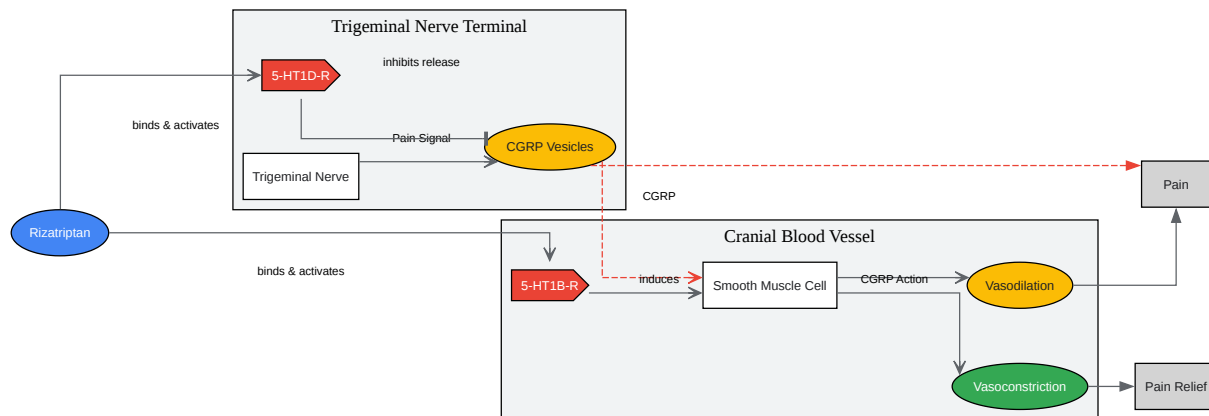 Trigeminal Nerve Terminal
inhibits release
5-HT1D-R
binds & activates
Pain Signal
CGRP Vesicles
Trigeminal Nerve
Pain
CGRP
Rizatriptan
Cranial Blood Vessel
binds & activates
5-HT1B-R
induces
Smooth Muscle Cell
CGRP Action
Vasodilation
Vasoconstriction
Pain Relief